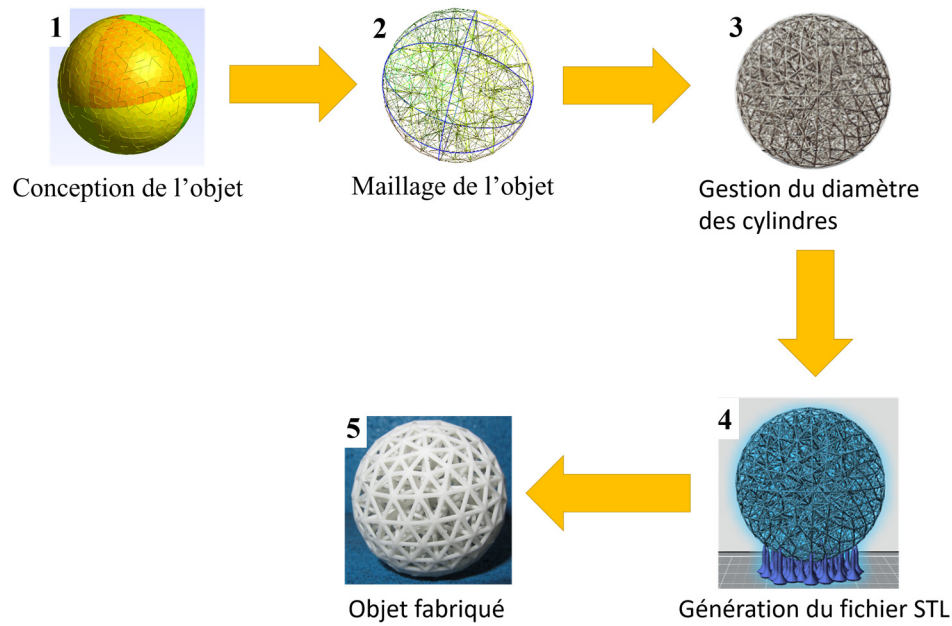 1
Conception de l’objet
2
Maillage de l’objet
3
Gestion du diamètre
des cylindres
4
Génération du fichier STL
5
Objet fabriqué